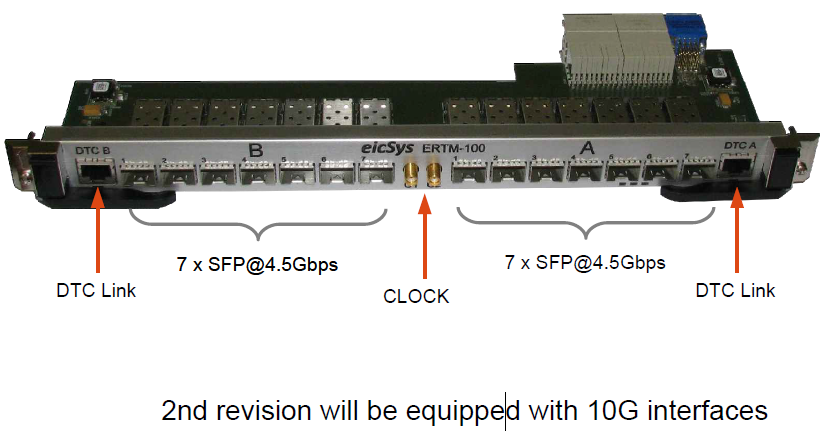 DTC B
B
eicSys ERTM-100
A
DTC A
1 2 3 4 5 6 7
1 2 3 4 5 6 7
7 x SFP@4.5Gbps
7 x SFP@4.5Gbps
DTC Link
CLOCK
DTC Link
2nd revision will be equipped with 10G interfaces